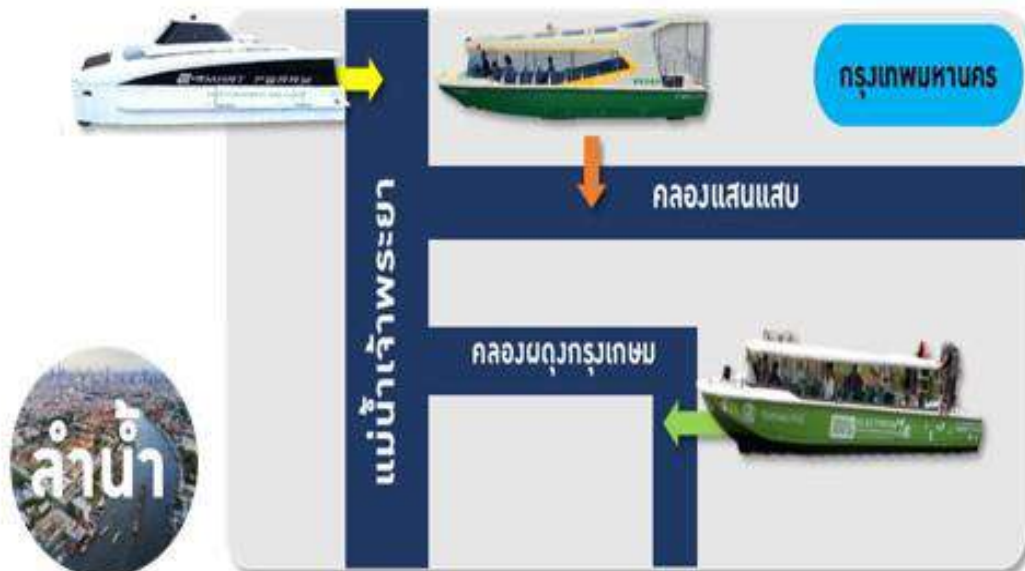 SMART FERRY
กรุงเทพมหานคร
คลองแสนแสบ
แม่น้ำเจ้าพระยา
คลองผดุงกรุงเกษม
ลำน้ำ